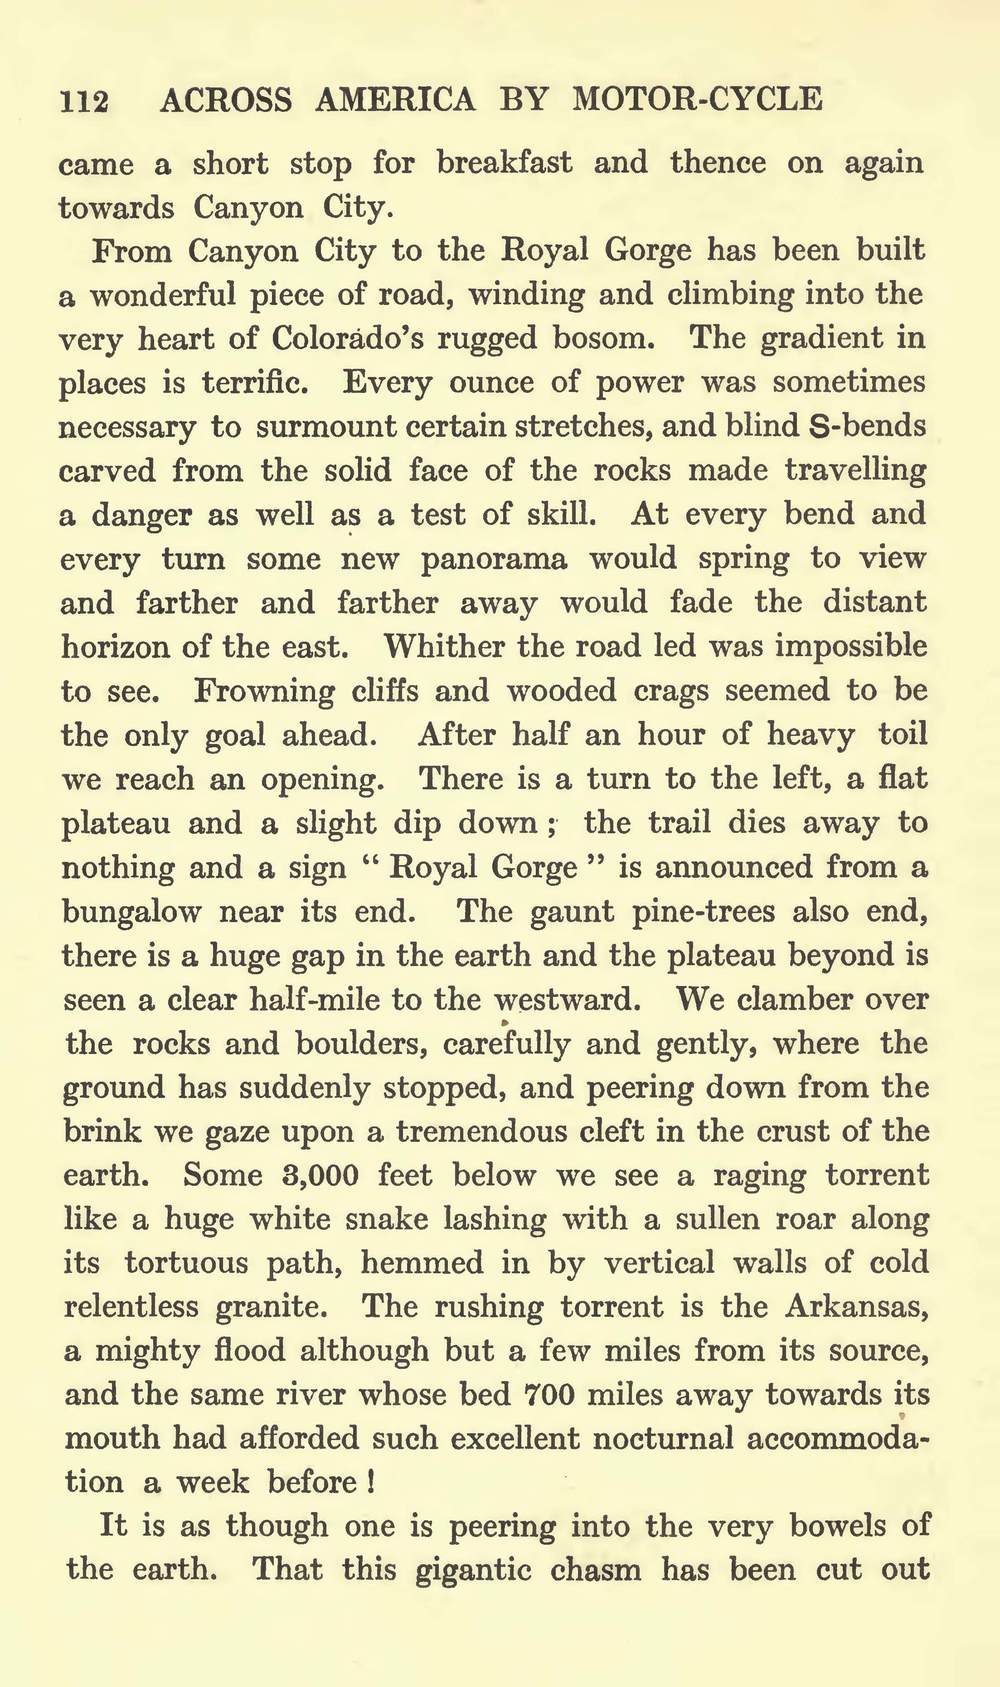 112 ACROSS AMERICA BY MOTOR-CYCLE
came a short stop for breakfast and thence on again
towards Canyon City.
From Canyon City to the Royal Gorge has been built
a wonderful piece of road, winding and climbing into the
very heart of Colorado's rugged bosom. The gradient in
places is terrific. Every ounce of power was sometimes
necessary to surmount certain stretches, and blind S-bends
carved from the solid face of the rocks made travelling
a danger as well as a test of skill. At every bend and
every turn some new panorama would spring to view
and farther and farther away would fade the distant
horizon of the east. Whither the road led was impossible
to see. Frowning cliffs and wooded crags seemed to be
the only goal ahead. After half an hour of heavy toil
we reach an opening. There is a turn to the left, a flat
plateau and a slight dip down ; the trail dies away to
nothing and a sign “ Royal Gorge ” is announced from a
bungalow near its end. The gaunt pine-trees also end,
there is a huge gap in the earth and the plateau beyond is
seen a clear half-mile to the westward. We clamber over
the rocks and boulders, carefully and gently, where the
ground has suddenly stopped, and peering down from the
brink we gaze upon a tremendous cleft in the crust of the
earth. Some 3,000 feet below we see a raging torrent
like a huge white snake lashing with a sullen roar along
its tortuous path, hemmed in by vertical walls of cold
relentless granite. The rushing torrent is the Arkansas,
a mighty flood although but a few miles from its source,
and the same river whose bed 700 miles away towards its
mouth had afforded such excellent nocturnal accommoda-
tion a week before !
It is as though one is peering into the very bowels of
the earth. That this gigantic chasm has been cut out